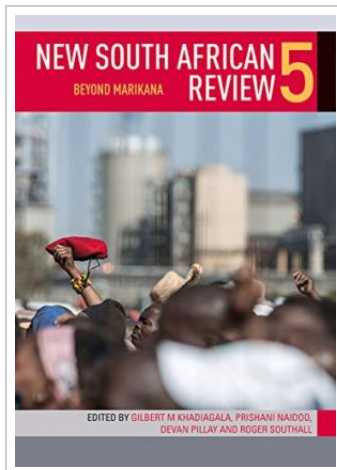 NEW SOUTH AFRICAN
BEYOND MARIKANA
REVIEW 5
EDITED BY GILBERT M KHADIAGALA, PRISHANI NAIDOO,
DEVAN PILLAY AND ROGER SOUTHALL